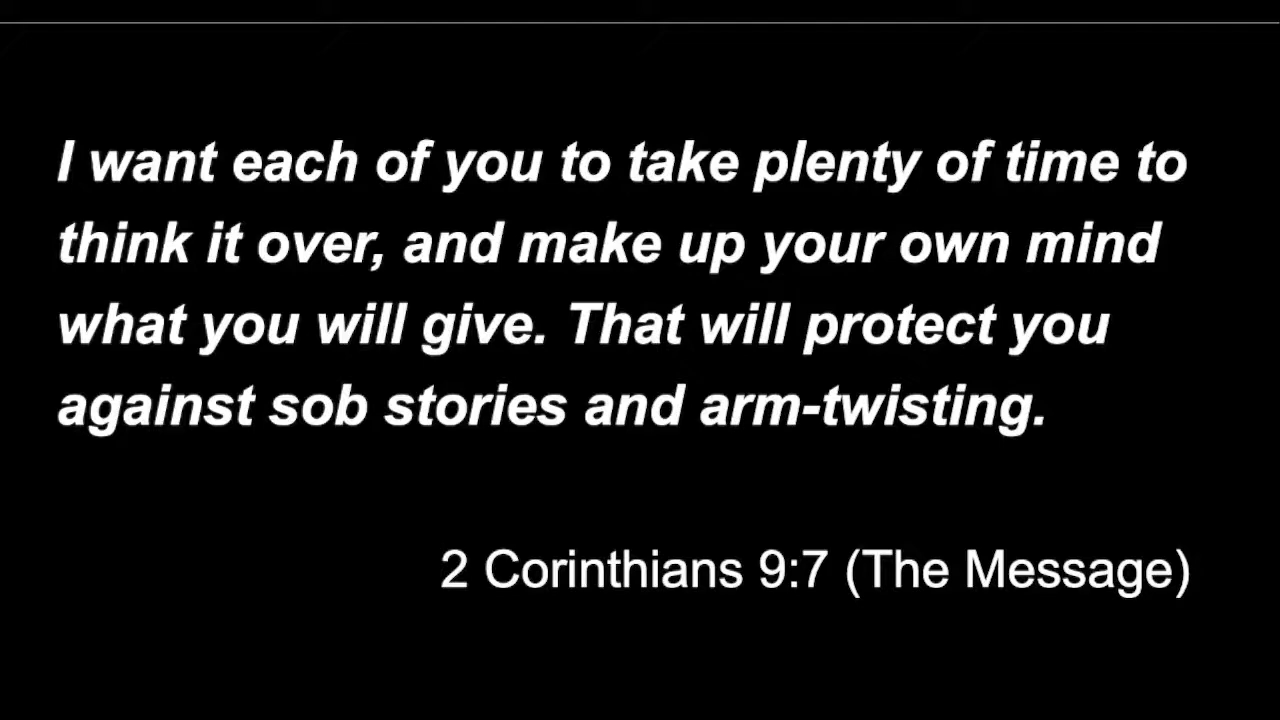 I want each of you to take plenty of time to
think it over, and make up your own mind
what you will give. That will protect you
against sob stories and arm-twisting.
2 Corinthians 9:7 (The Message)